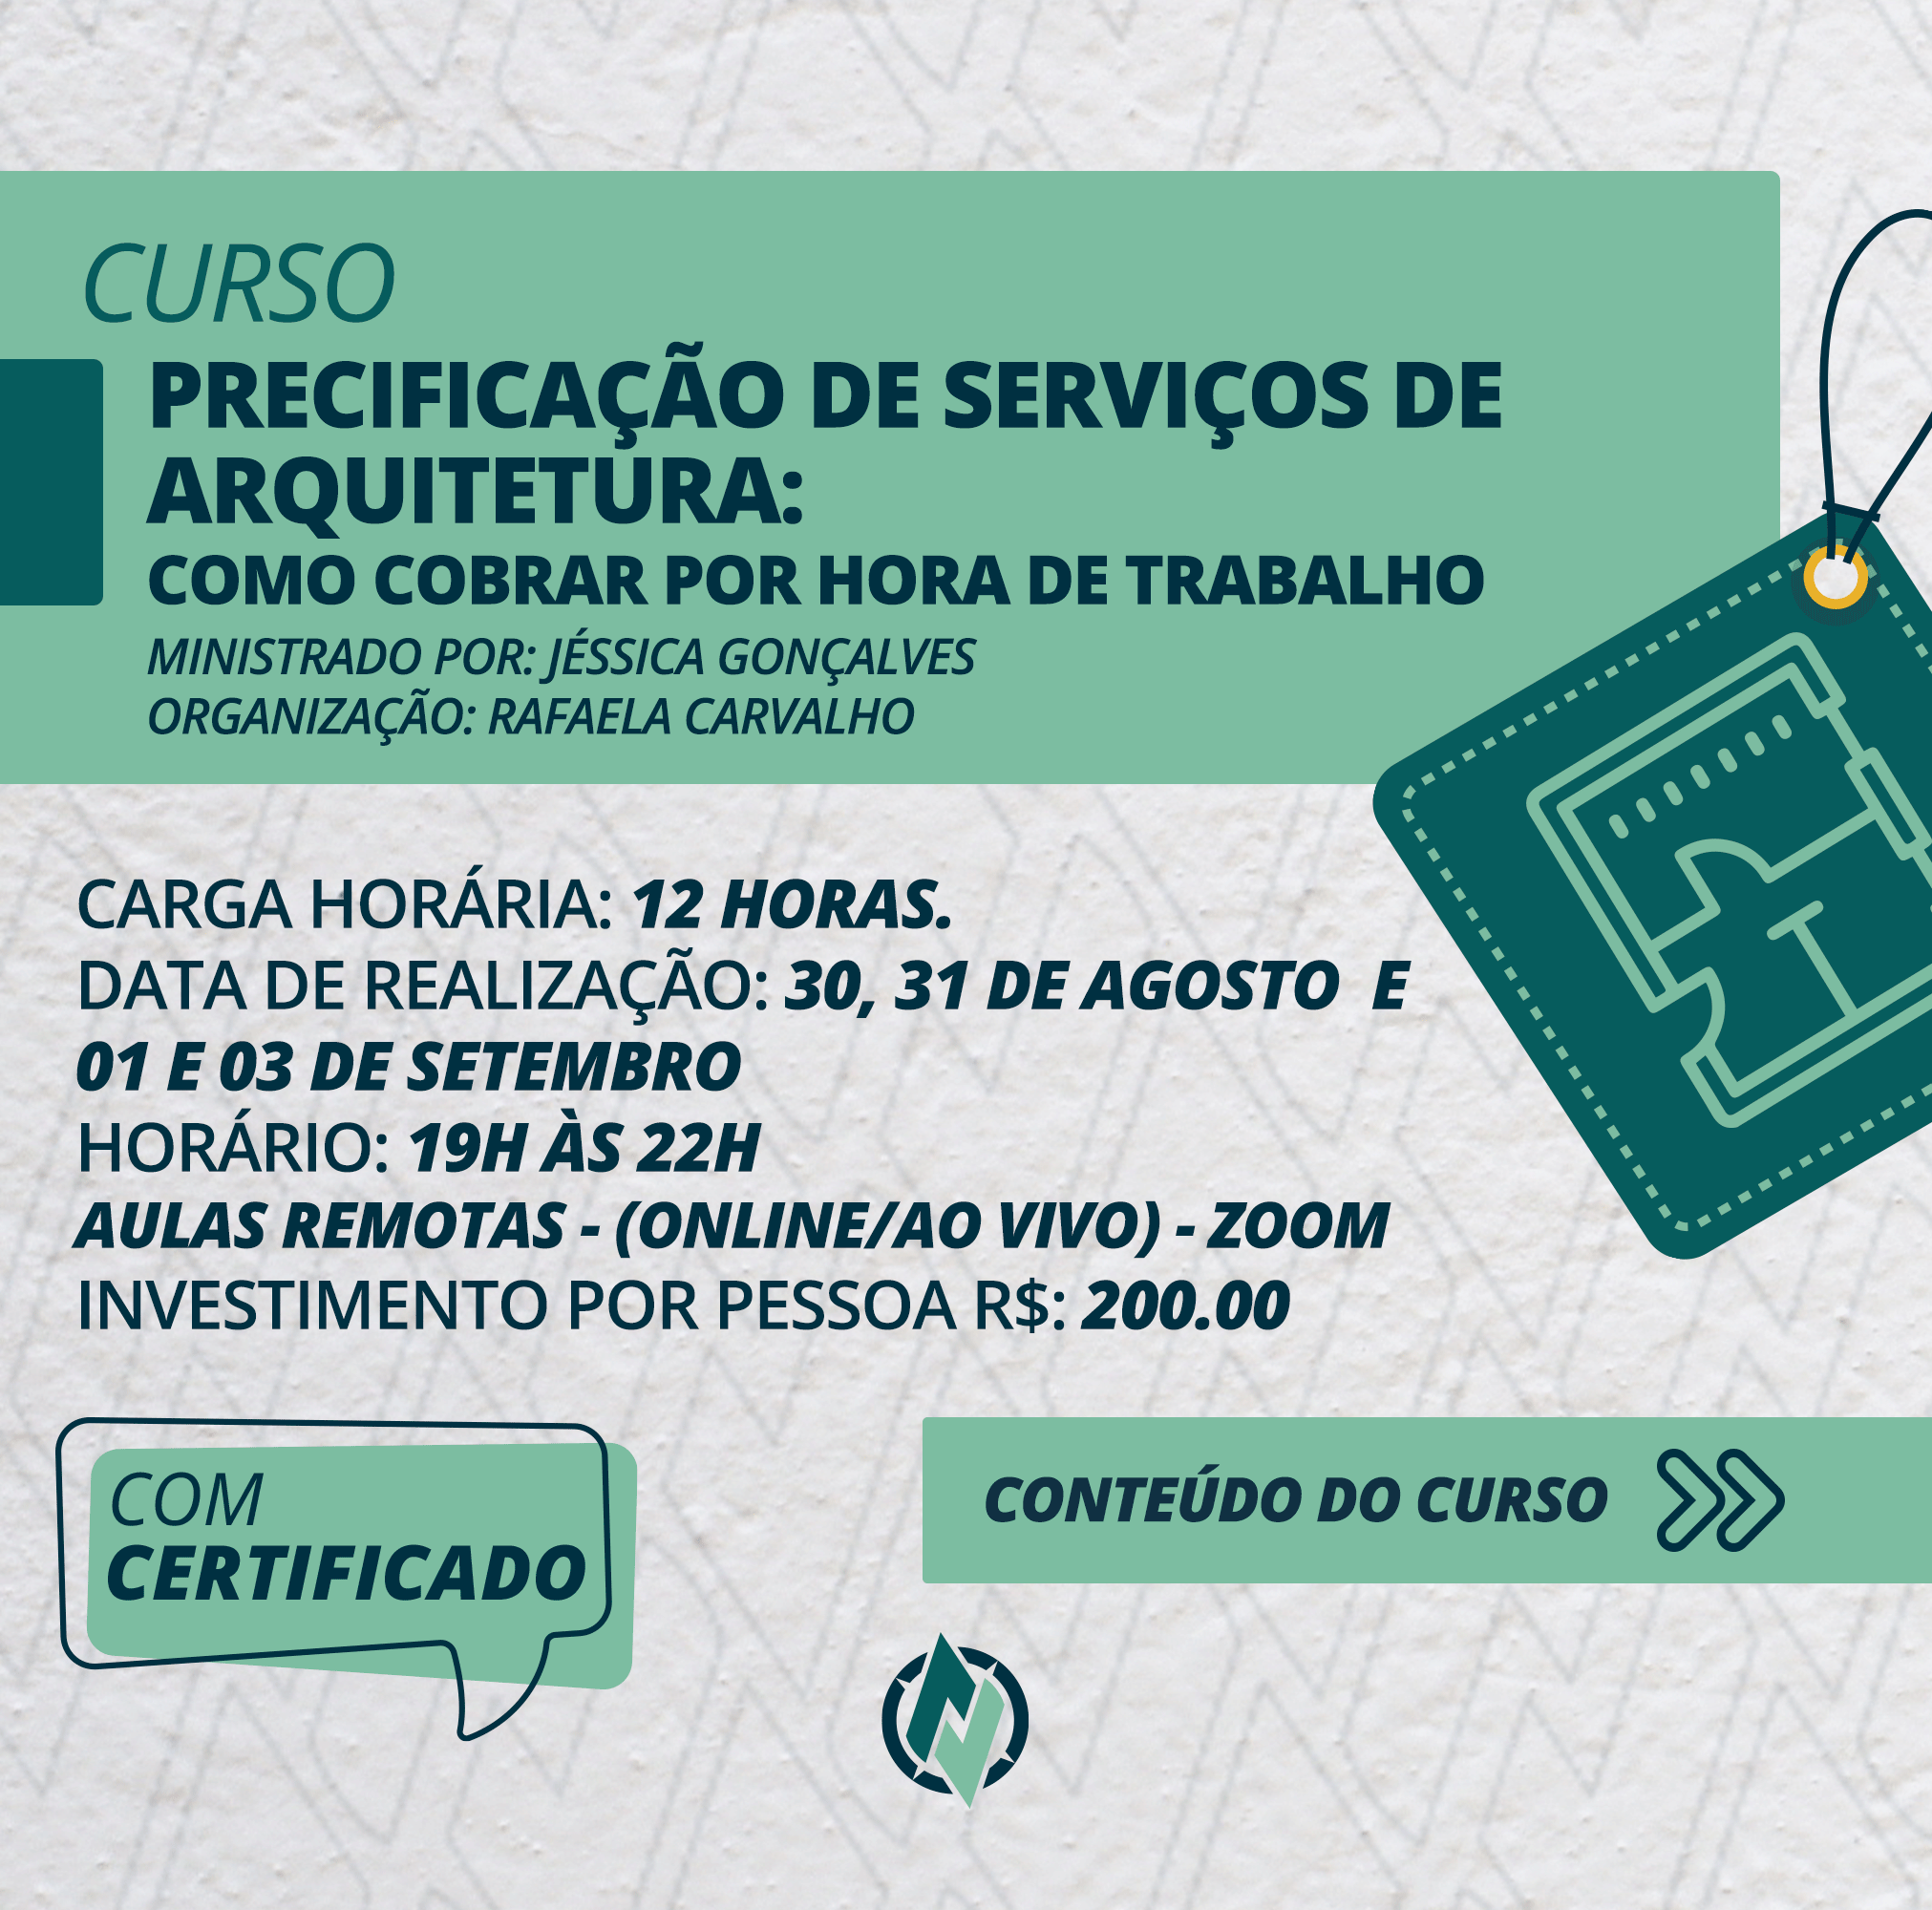 CURSO
PRECIFICAÇÃO DE SERVIÇOS DE
ARQUITETURA:
COMO COBRAR POR HORA DE TRABALHO
MINISTRADO POR: JÉSSICA GONÇALVES
ORGANIZAÇÃO: RAFAELA CARVALHO
CARGA HORÁRIA: 12 HORAS.
DATA DE REALIZAÇÃO: 30, 31 DE AGOSTO E
01 E 03 DE SETEMBRO
HORÁRIO: 19H ÀS 22H
AULAS REMOTAS - (ONLINE/AO VIVO) - ZOOM
INVESTIMENTO POR PESSOA R$: 200.00
COM
CERTIFICADO
CONTEÚDO DO CURSO